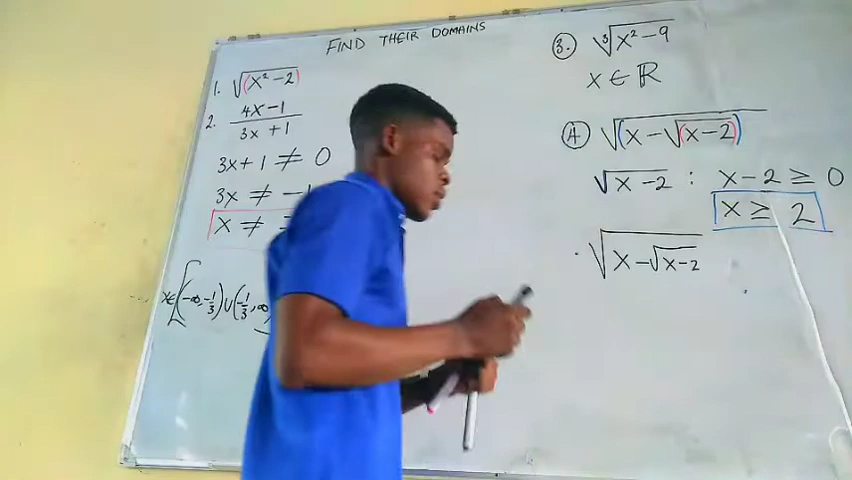 FIND THEIR DOMAINS
1. √(x² - 2)
2. 4x - 1
3x + 1
3x + 1 ≠ 0
3x ≠ -1
x ≠
x ∈ (-∞, -1/3) ∪ (-1/3, ∞
3. ∛x² - 9
x ∈ ℝ
4. √(x - √(x - 2))
√x - 2 : x - 2 ≥ 0
x ≥ 2
· √x - √x - 2